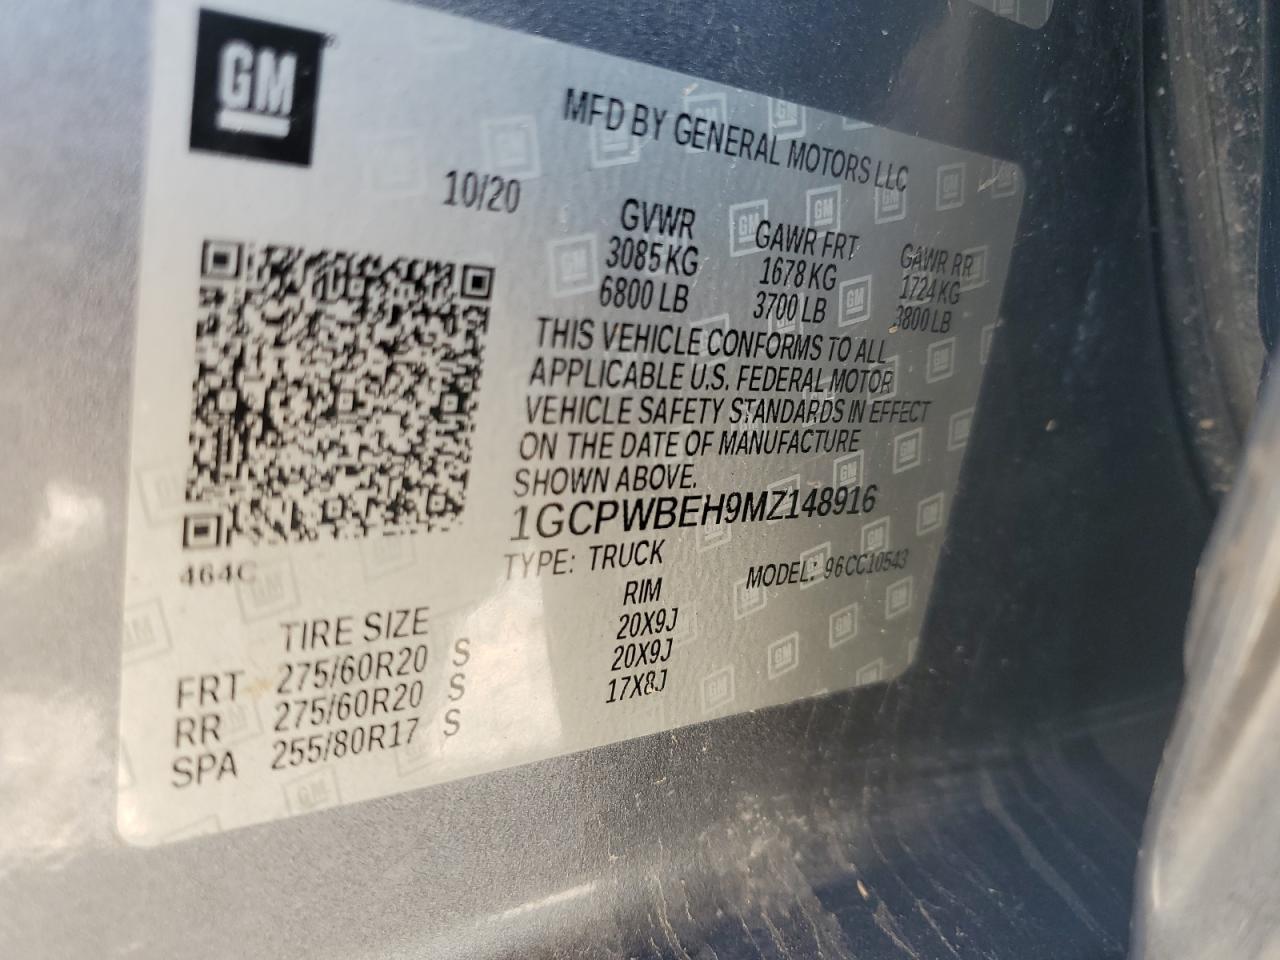 GM
MFD BY GENERAL MOTORS LLC
10/20
GVWR GAWR FRT GAWR RR
3085 KG 1678 KG 1724 KG
6800 LB 3700 LB 3800 LB
THIS VEHICLE CONFORMS TO ALL
APPLICABLE U.S. FEDERAL MOTOR
VEHICLE SAFETY STANDARDS IN EFFECT
ON THE DATE OF MANUFACTURE
SHOWN ABOVE.
1GCPWBEH9MZ148916
464C
TYPE: TRUCK MODEL: 96CC10543
TIRE SIZE RIM
FRT 275/60R20 S 20X9J
RR 275/60R20 S 20X9J
SPA 255/80R17 S 17X8J